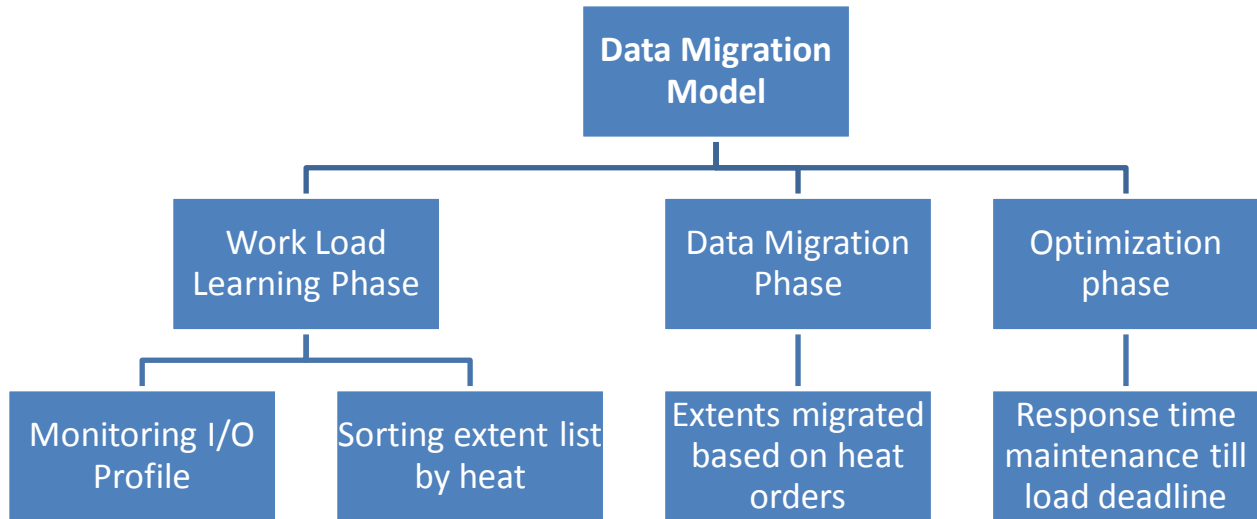 Data Migration
Model
Work Load
Learning Phase
Data Migration
Phase
Optimization
phase
Monitoring I/O
Profile
Sorting extent list
by heat
Extents migrated
based on heat
orders
Response time
maintenance till
load deadline